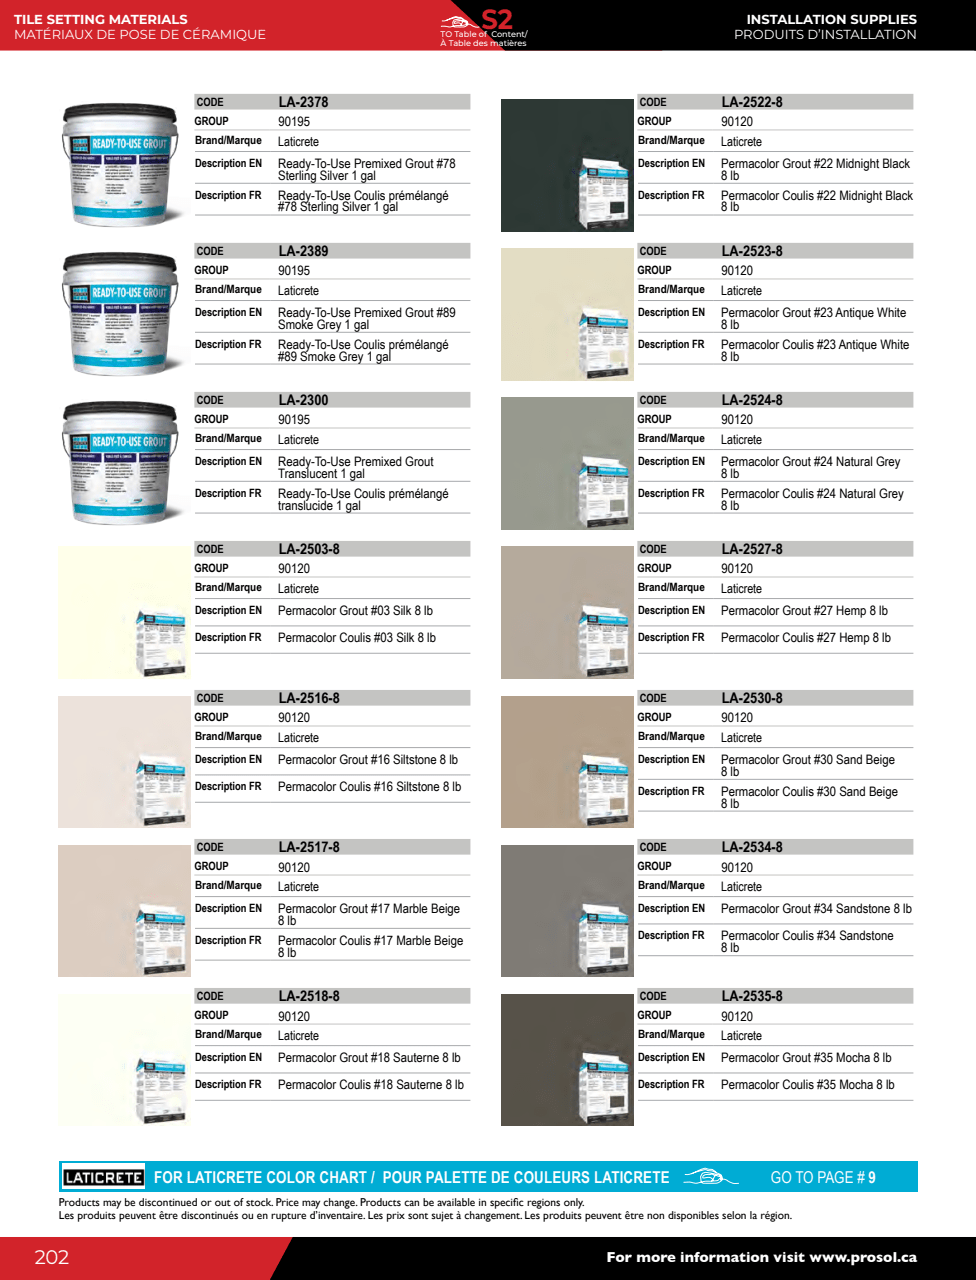 TILE SETTING MATERIALS
MATÉRIAUX DE POSE DE CÉRAMIQUE
S2
TO Table of Content/
À Table des matières
INSTALLATION SUPPLIES
PRODUITS D'INSTALLATION
READY-TO-USE GROUT
CODE LA-2378
GROUP 90195
Brand/Marque Laticrete
Description EN Ready-To-Use Premixed Grout #78
Sterling Silver 1 gal
Description FR Ready-To-Use Coulis prémélangé
#78 Sterling Silver 1 gal
READY-TO-USE GROUT
CODE LA-2389
GROUP 90195
Brand/Marque Laticrete
Description EN Ready-To-Use Premixed Grout #89
Smoke Grey 1 gal
Description FR Ready-To-Use Coulis prémélangé
#89 Smoke Grey 1 gal
READY-TO-USE GROUT
CODE LA-2300
GROUP 90195
Brand/Marque Laticrete
Description EN Ready-To-Use Premixed Grout
Translucent 1 gal
Description FR Ready-To-Use Coulis prémélangé
translucide 1 gal
CODE LA-2503-8
GROUP 90120
Brand/Marque Laticrete
Description EN Permacolor Grout #03 Silk 8 lb
Description FR Permacolor Coulis #03 Silk 8 lb
CODE LA-2516-8
GROUP 90120
Brand/Marque Laticrete
Description EN Permacolor Grout #16 Siltstone 8 lb
Description FR Permacolor Coulis #16 Siltstone 8 lb
CODE LA-2517-8
GROUP 90120
Brand/Marque Laticrete
Description EN Permacolor Grout #17 Marble Beige
8 lb
Description FR Permacolor Coulis #17 Marble Beige
8 lb
CODE LA-2518-8
GROUP 90120
Brand/Marque Laticrete
Description EN Permacolor Grout #18 Sauterne 8 lb
Description FR Permacolor Coulis #18 Sauterne 8 lb
CODE LA-2522-8
GROUP 90120
Brand/Marque Laticrete
Description EN Permacolor Grout #22 Midnight Black
8 lb
Description FR Permacolor Coulis #22 Midnight Black
8 lb
CODE LA-2523-8
GROUP 90120
Brand/Marque Laticrete
Description EN Permacolor Grout #23 Antique White
8 lb
Description FR Permacolor Coulis #23 Antique White
8 lb
CODE LA-2524-8
GROUP 90120
Brand/Marque Laticrete
Description EN Permacolor Grout #24 Natural Grey
8 lb
Description FR Permacolor Coulis #24 Natural Grey
8 lb
CODE LA-2527-8
GROUP 90120
Brand/Marque Laticrete
Description EN Permacolor Grout #27 Hemp 8 lb
Description FR Permacolor Coulis #27 Hemp 8 lb
CODE LA-2530-8
GROUP 90120
Brand/Marque Laticrete
Description EN Permacolor Grout #30 Sand Beige
8 lb
Description FR Permacolor Coulis #30 Sand Beige
8 lb
CODE LA-2534-8
GROUP 90120
Brand/Marque Laticrete
Description EN Permacolor Grout #34 Sandstone 8 lb
Description FR Permacolor Coulis #34 Sandstone
8 lb
CODE LA-2535-8
GROUP 90120
Brand/Marque Laticrete
Description EN Permacolor Grout #35 Mocha 8 lb
Description FR Permacolor Coulis #35 Mocha 8 lb
LATICRETE FOR LATICRETE COLOR CHART / POUR PALETTE DE COULEURS LATICRETE GO TO PAGE # 9
Products may be discontinued or out of stock. Price may change. Products can be available in specific regions only.
Les produits peuvent être discontinués ou en rupture d'inventaire. Les prix sont sujet à changement. Les produits peuvent être non disponibles selon la région.
202
For more information visit www.prosol.ca